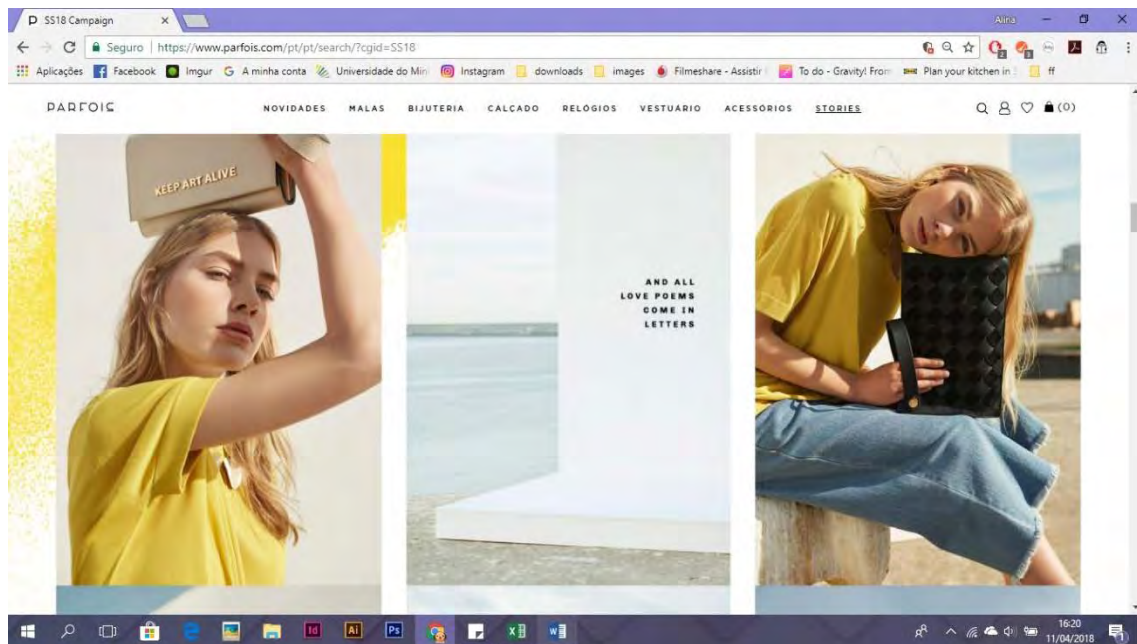 SS18 Campaign
Alina
Seguro https://www.parfois.com/pt/pt/search/?cgid=SS18
Aplicações Facebook Imgur A minha conta Universidade do Min Instagram downloads images Filmeshare - Assistir To do - Gravity! From Plan your kitchen in ff
PARFOIS NOVIDADES MALAS BIJUTERIA CALÇADO RELÓGIOS VESTUÁRIO ACESSÓRIOS STORIES (0)
KEEP ART ALIVE
AND ALL
LOVE POEMS
COME IN
LETTERS
Id Ai Ps
16:20
11/04/2018